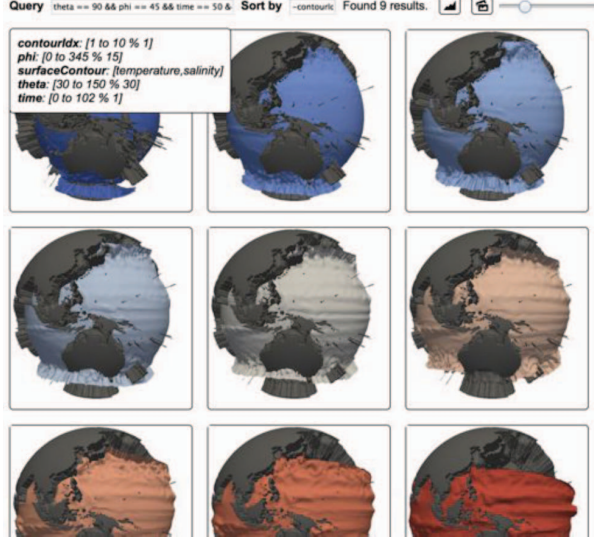 Query theta == 90 && phi == 45 && time == 50 & Sort by -contourIc Found 9 results.
contourIdx: [1 to 10 % 1]
phi: [0 to 345 % 15]
surfaceContour: [temperature,salinity]
theta: [30 to 150 % 30]
time: [0 to 102 % 1]